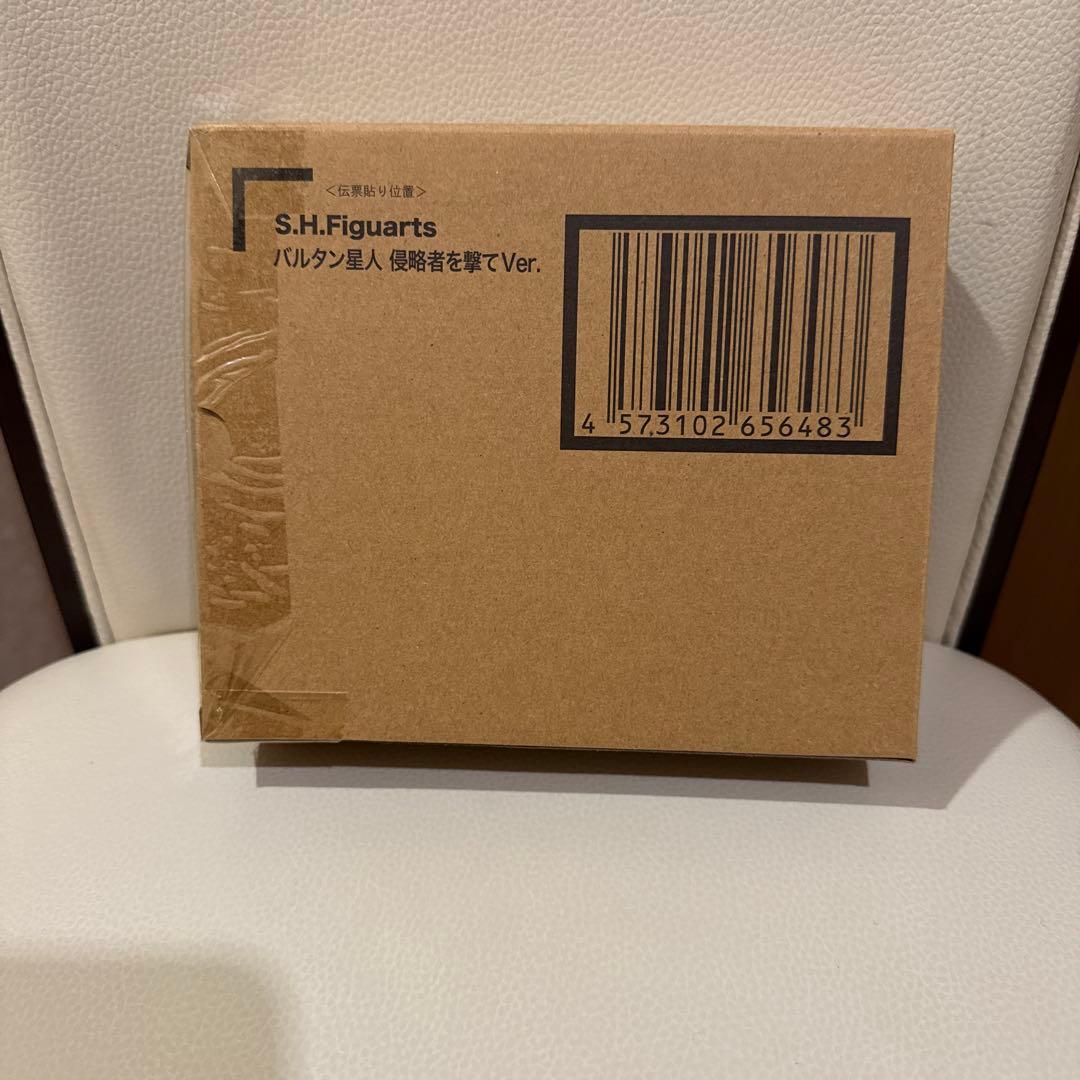 <伝票貼り位置>
S.H.Figuarts
バルタン星人 侵略者を撃てVer.
4 573102 656483